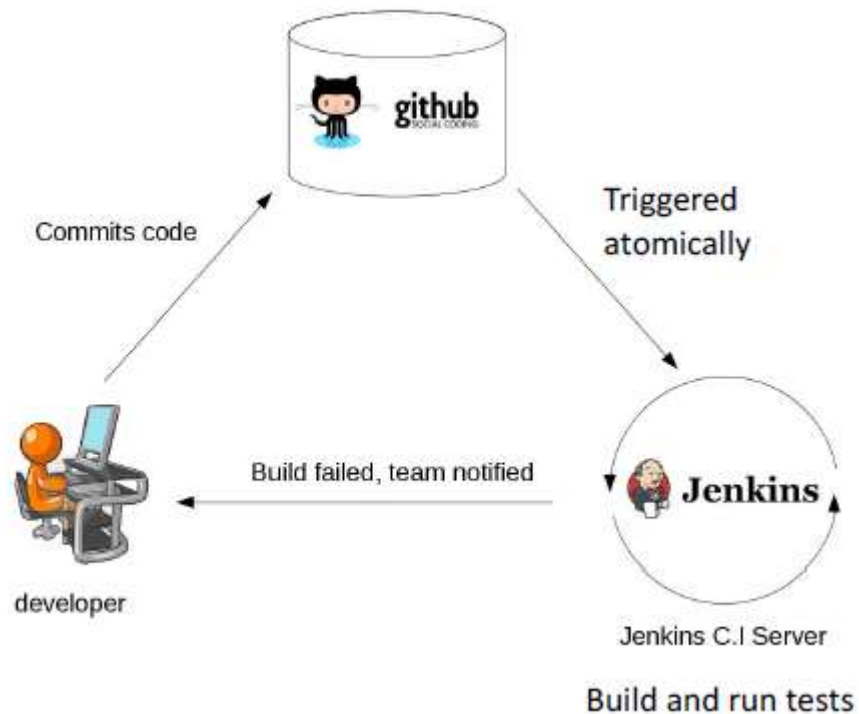 github
SOCIAL CODING
Commits code
Triggered
atomically
Build failed, team notified
Jenkins
developer
Jenkins C.I Server
Build and run tests